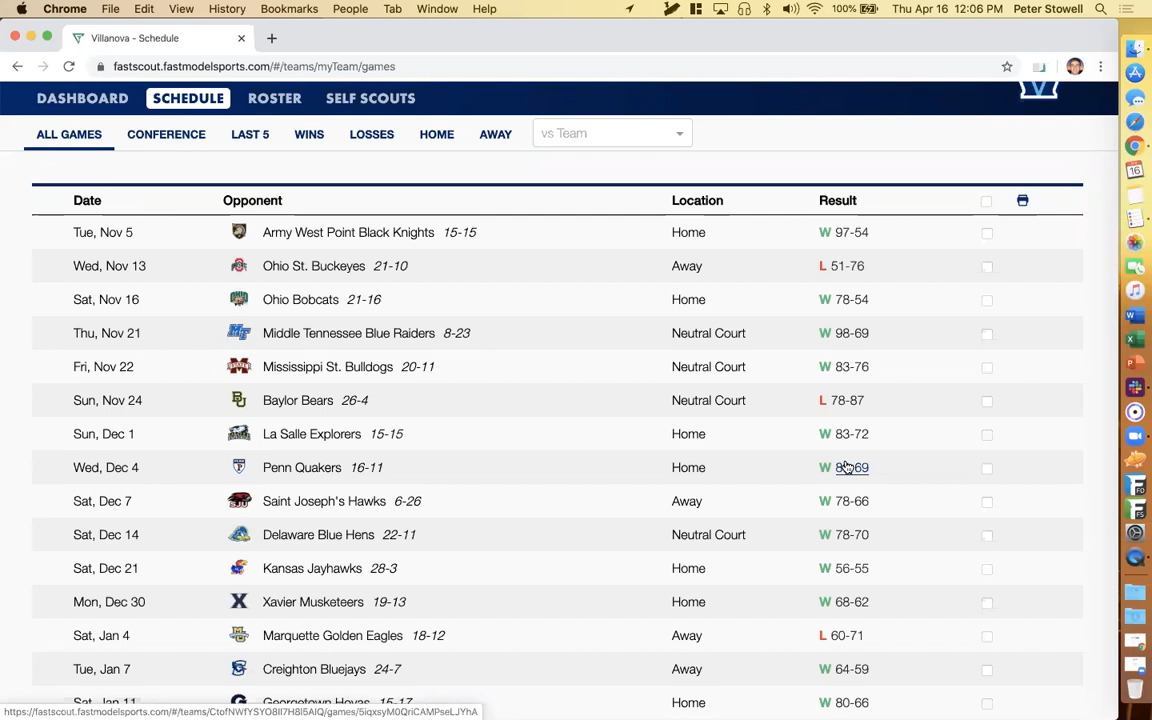 Chrome File Edit View History Bookmarks People Tab Window Help 100% Thu Apr 16 12:06 PM Peter Stowell
Villanova - Schedule
fastscout.fastmodelsports.com/#/teams/myTeam/games
DASHBOARD SCHEDULE ROSTER SELF SCOUTS
ALL GAMES CONFERENCE LAST 5 WINS LOSSES HOME AWAY vs Team
Date Opponent Location Result
Tue, Nov 5 Army West Point Black Knights 15-15 Home W 97-54
Wed, Nov 13 Ohio St. Buckeyes 21-10 Away L 51-76
Sat, Nov 16 Ohio Bobcats 21-16 Home W 78-54
Thu, Nov 21 Middle Tennessee Blue Raiders 8-23 Neutral Court W 98-69
Fri, Nov 22 Mississippi St. Bulldogs 20-11 Neutral Court W 83-76
Sun, Nov 24 Baylor Bears 26-4 Neutral Court L 78-87
Sun, Dec 1 La Salle Explorers 15-15 Home W 83-72
Wed, Dec 4 Penn Quakers 16-11 Home W
Sat, Dec 7 Saint Joseph's Hawks 6-26 Away W 78-66
Sat, Dec 14 Delaware Blue Hens 22-11 Neutral Court W 78-70
Sat, Dec 21 Kansas Jayhawks 28-3 Home W 56-55
Mon, Dec 30 Xavier Musketeers 19-13 Home W 68-62
Sat, Jan 4 Marquette Golden Eagles 18-12 Away L 60-71
Tue, Jan 7 Creighton Bluejays 24-7 Away W 64-59
Sat, Jan 11 Georgetown Hoyas 15-17 Home W 80-66